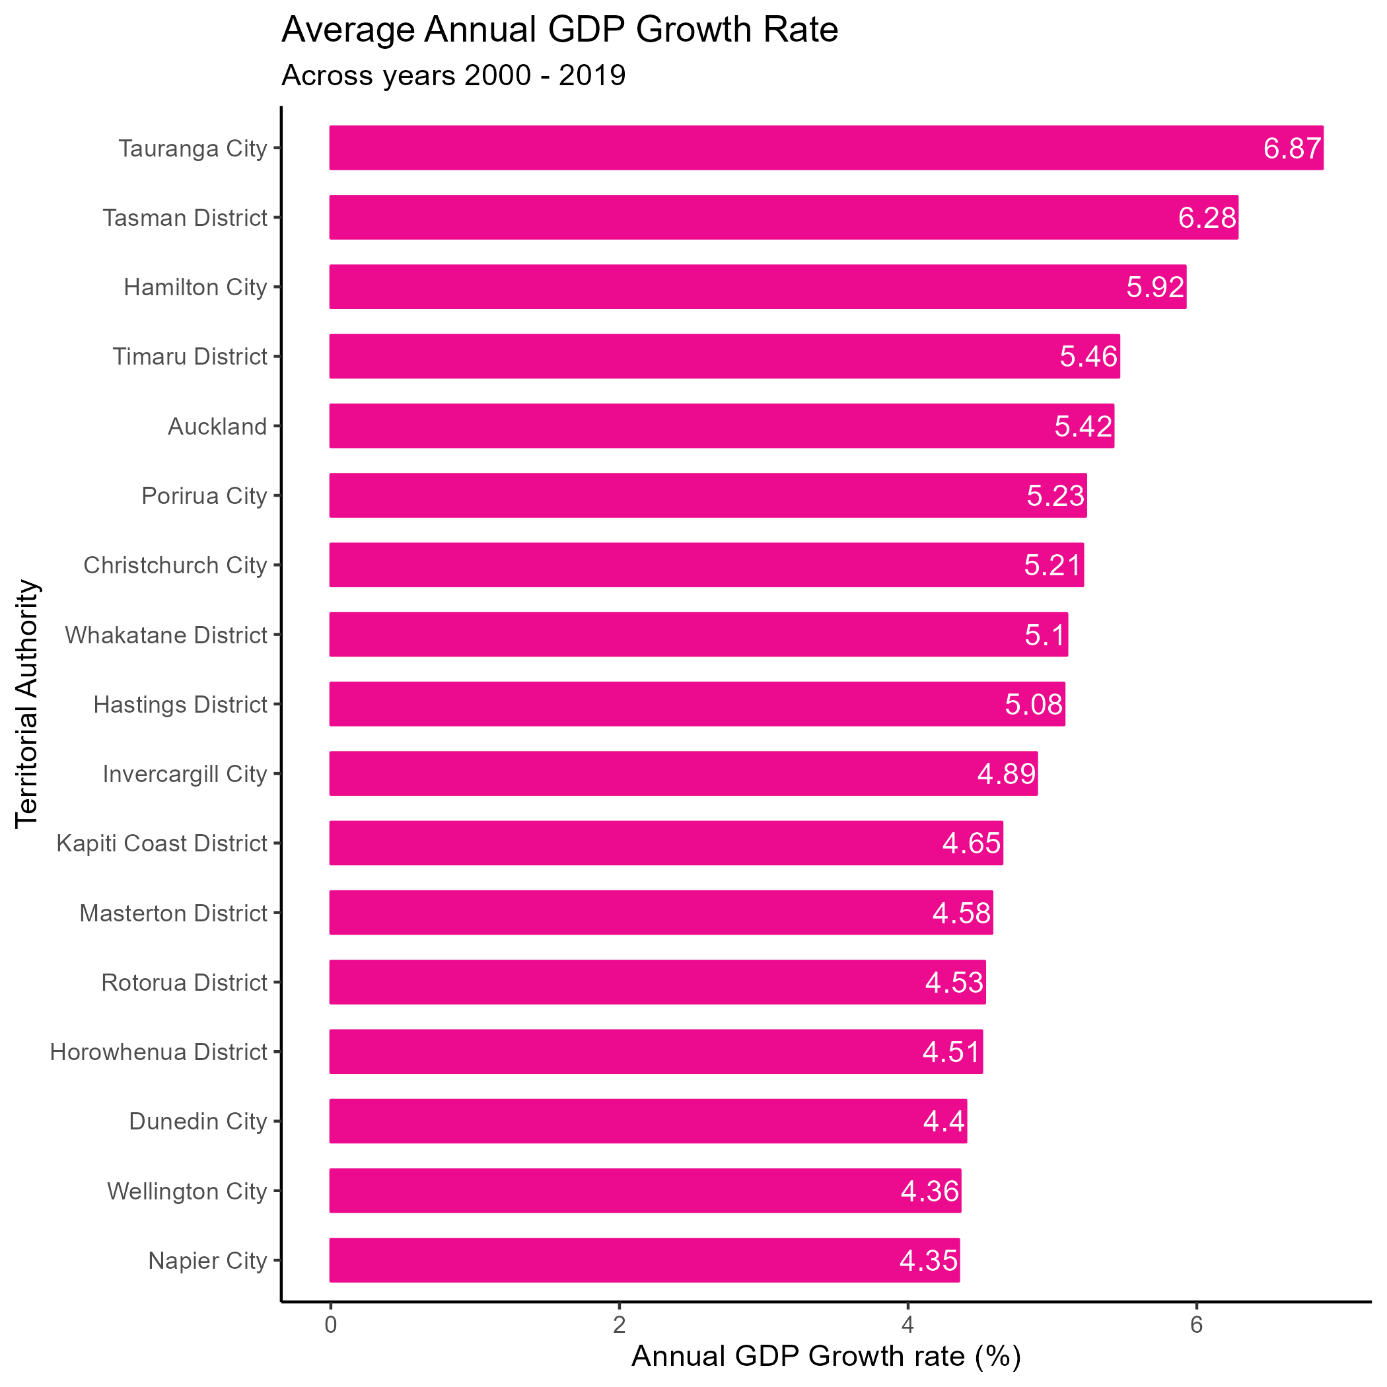 Average Annual GDP Growth Rate
Across years 2000 - 2019
Territorial Authority
Tauranga City 6.87
Tasman District 6.28
Hamilton City 5.92
Timaru District 5.46
Auckland 5.42
Porirua City 5.23
Christchurch City 5.21
Whakatane District 5.1
Hastings District 5.08
Invercargill City 4.89
Kapiti Coast District 4.65
Masterton District 4.58
Rotorua District 4.53
Horowhenua District 4.51
Dunedin City 4.4
Wellington City 4.36
Napier City 4.35
0 2 4 6
Annual GDP Growth rate (%)